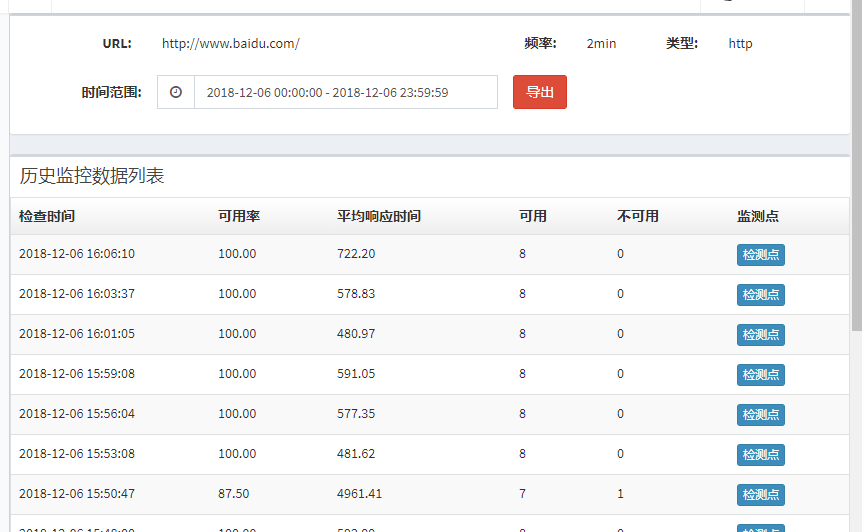 URL: http://www.baidu.com/ 频率: 2min 类型: http
时间范围: 2018-12-06 00:00:00 - 2018-12-06 23:59:59 导出
历史监控数据列表
检查时间 可用率 平均响应时间 可用 不可用 监测点
2018-12-06 16:06:10 100.00 722.20 8 0 检测点
2018-12-06 16:03:37 100.00 578.83 8 0 检测点
2018-12-06 16:01:05 100.00 480.97 8 0 检测点
2018-12-06 15:59:08 100.00 591.05 8 0 检测点
2018-12-06 15:56:04 100.00 577.35 8 0 检测点
2018-12-06 15:53:08 100.00 481.62 8 0 检测点
2018-12-06 15:50:47 87.50 4961.41 7 1 检测点